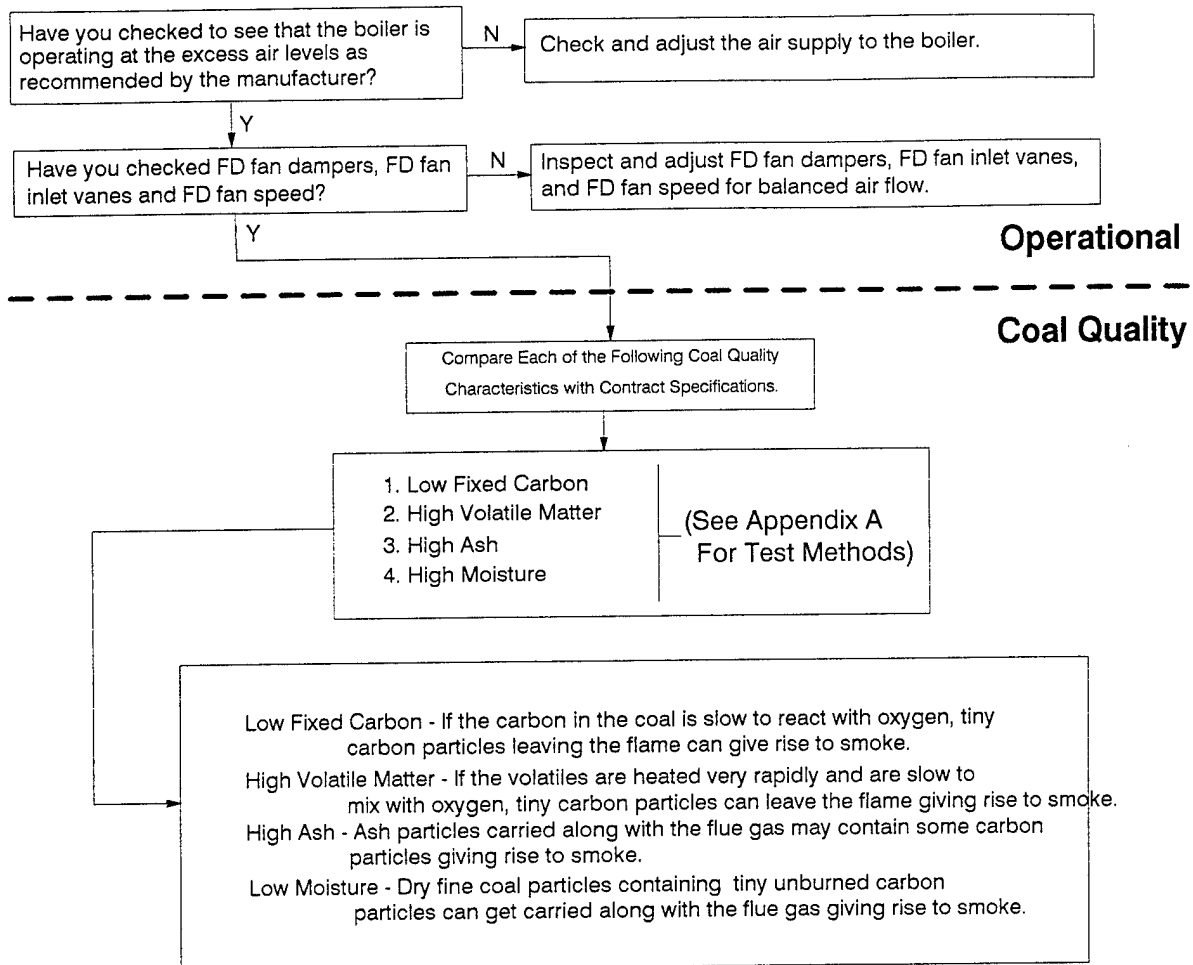 Have you checked to see that the boiler is
operating at the excess air levels as
recommended by the manufacturer?
N
Check and adjust the air supply to the boiler.
Y
Have you checked FD fan dampers, FD fan
inlet vanes and FD fan speed?
N
Inspect and adjust FD fan dampers, FD fan inlet vanes,
and FD fan speed for balanced air flow.
Y
Operational
Coal Quality
Compare Each of the Following Coal Quality
Characteristics with Contract Specifications.
1. Low Fixed Carbon
2. High Volatile Matter
3. High Ash
4. High Moisture
(See Appendix A
For Test Methods)
Low Fixed Carbon - If the carbon in the coal is slow to react with oxygen, tiny
carbon particles leaving the flame can give rise to smoke.
High Volatile Matter - If the volatiles are heated very rapidly and are slow to
mix with oxygen, tiny carbon particles can leave the flame giving rise to smoke.
High Ash - Ash particles carried along with the flue gas may contain some carbon
particles giving rise to smoke.
Low Moisture - Dry fine coal particles containing tiny unburned carbon
particles can get carried along with the flue gas giving rise to smoke.